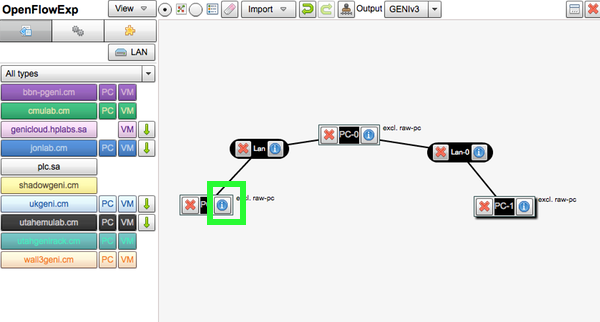 OpenFlowExp
View
Import
Output
GENIv3
LAN
All types
bbn-pgeni.cm PC VM
cmulab.cm PC VM
genicloud.hplabs.sa VM
jonlab.cm PC VM
plc.sa
shadowgeni.cm
ukgeni.cm PC VM
utahemulab.cm PC VM
PC VM
wall3geni.cm PC VM
PC-0
excl. raw-pc
Lan
Lan-0
excl. raw-pc
PC-1
excl. raw-pc